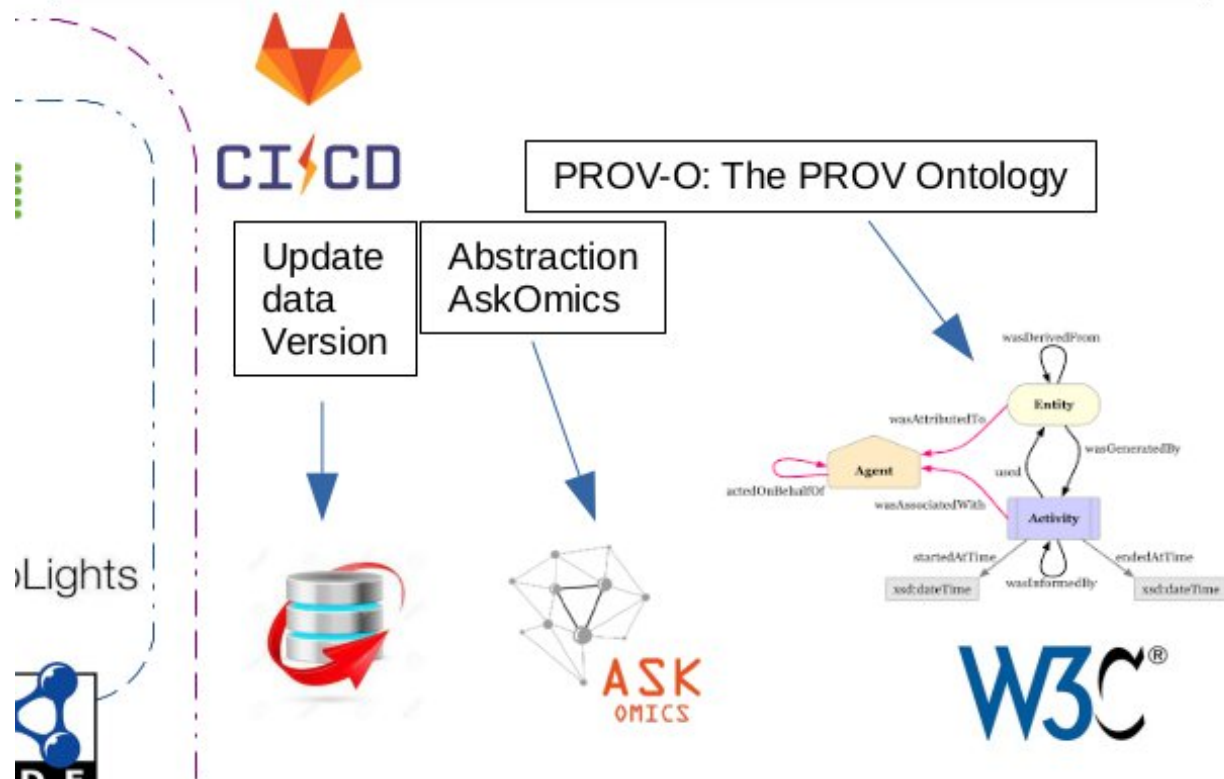 CI CD
PROV-O: The PROV Ontology
Update
data
Version
Abstraction
AskOmics
wasDerivedFrom
Entity
wasAttributedTo
wasGeneratedBy
Agent
used
actedOnBehalfOf
wasAssociatedWith
Activity
startedAtTime
endedAtTime
wasInformedBy
xsd:dateTime
xsd:dateTime
Lights
ASK
OMICS
W3C®